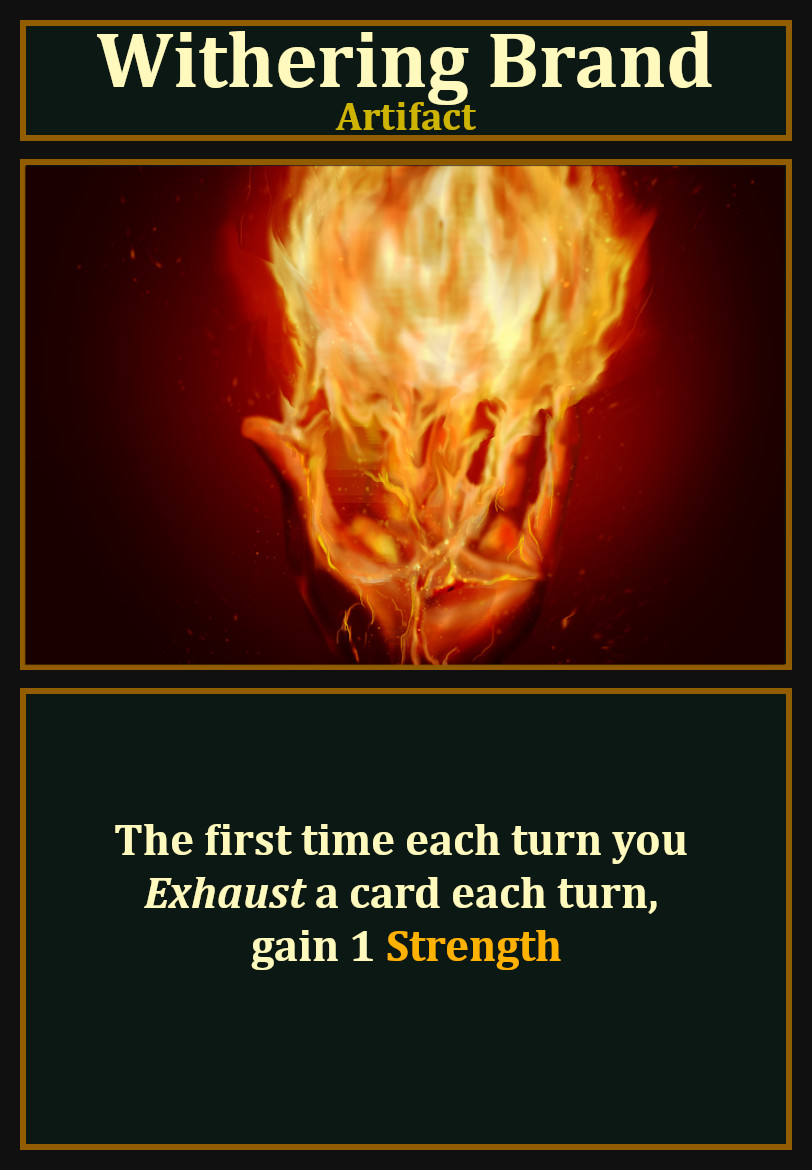 Withering Brand
Artifact
The first time each turn you
Exhaust a card each turn,
gain 1 Strength